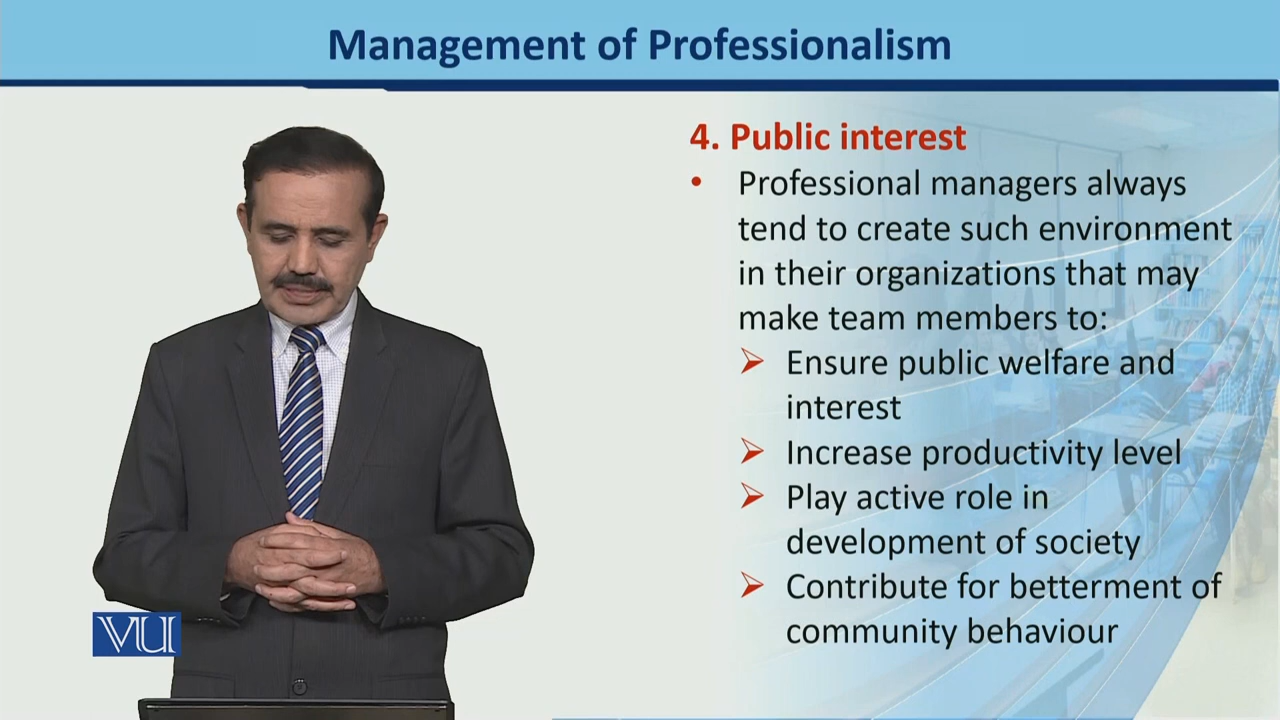 Management of Professionalism
4. Public interest
• Professional managers always
tend to create such environment
in their organizations that may
make team members to:
➢ Ensure public welfare and
interest
➢ Increase productivity level
➢ Play active role in
development of society
➢ Contribute for betterment of
community behaviour
VU